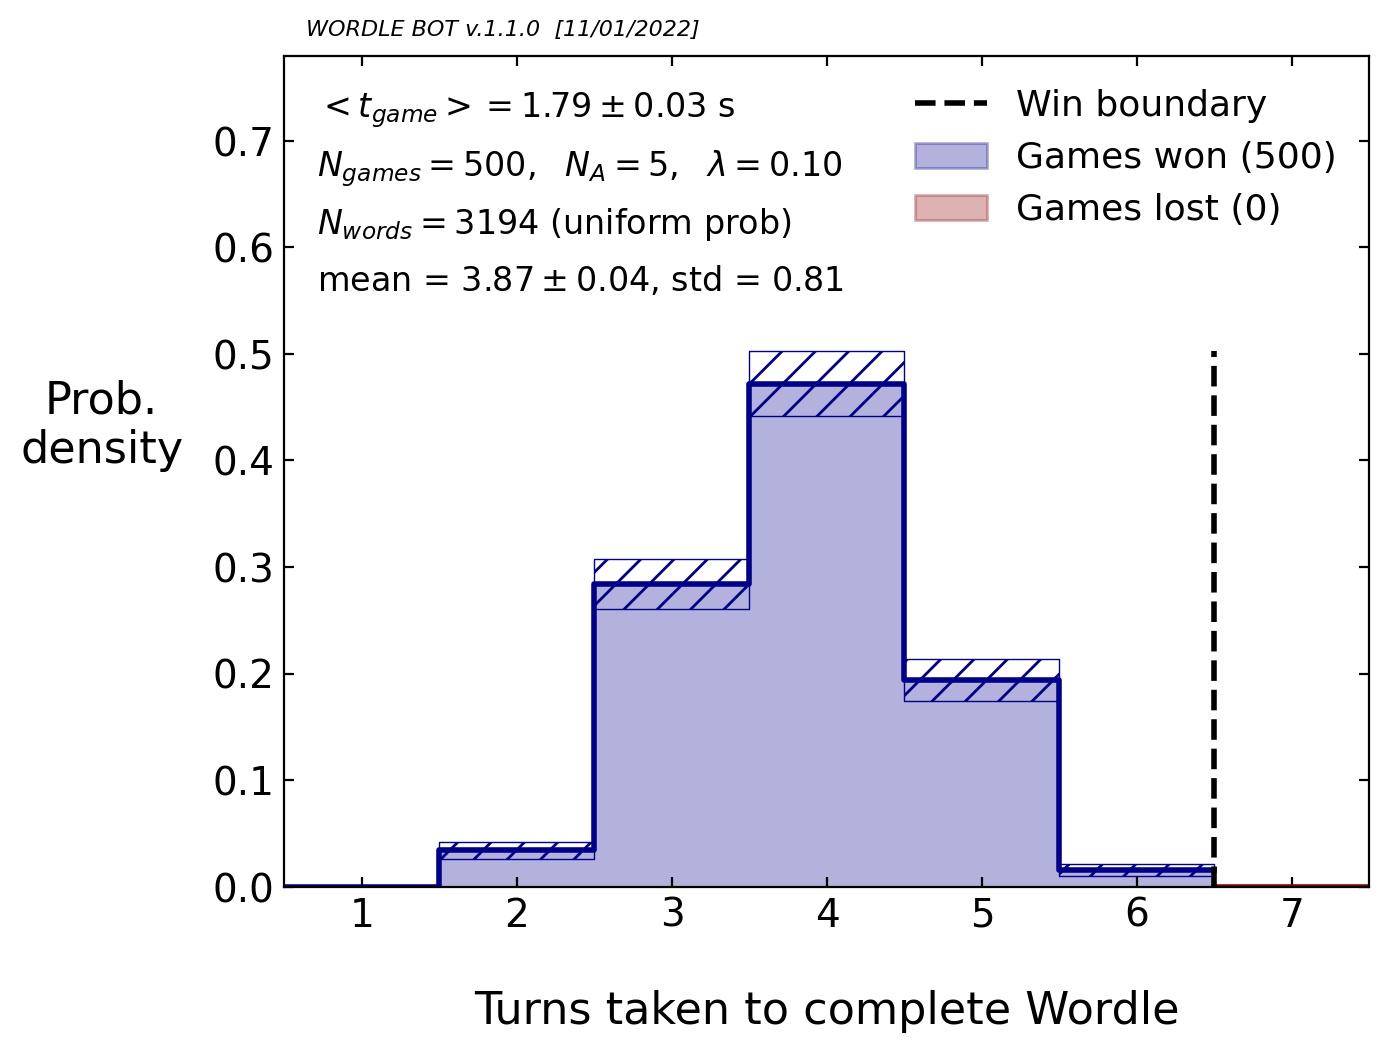 WORDLE BOT v.1.1.0 [11/01/2022]
< t_game > = 1.79 ± 0.03 s
N_games = 500, N_A = 5, λ = 0.10
N_words = 3194 (uniform prob)
mean = 3.87 ± 0.04, std = 0.81
Win boundary
Games won (500)
Games lost (0)
0.7
0.6
0.5
0.4
0.3
0.2
0.1
0.0
Prob.
density
1 2 3 4 5 6 7
Turns taken to complete Wordle